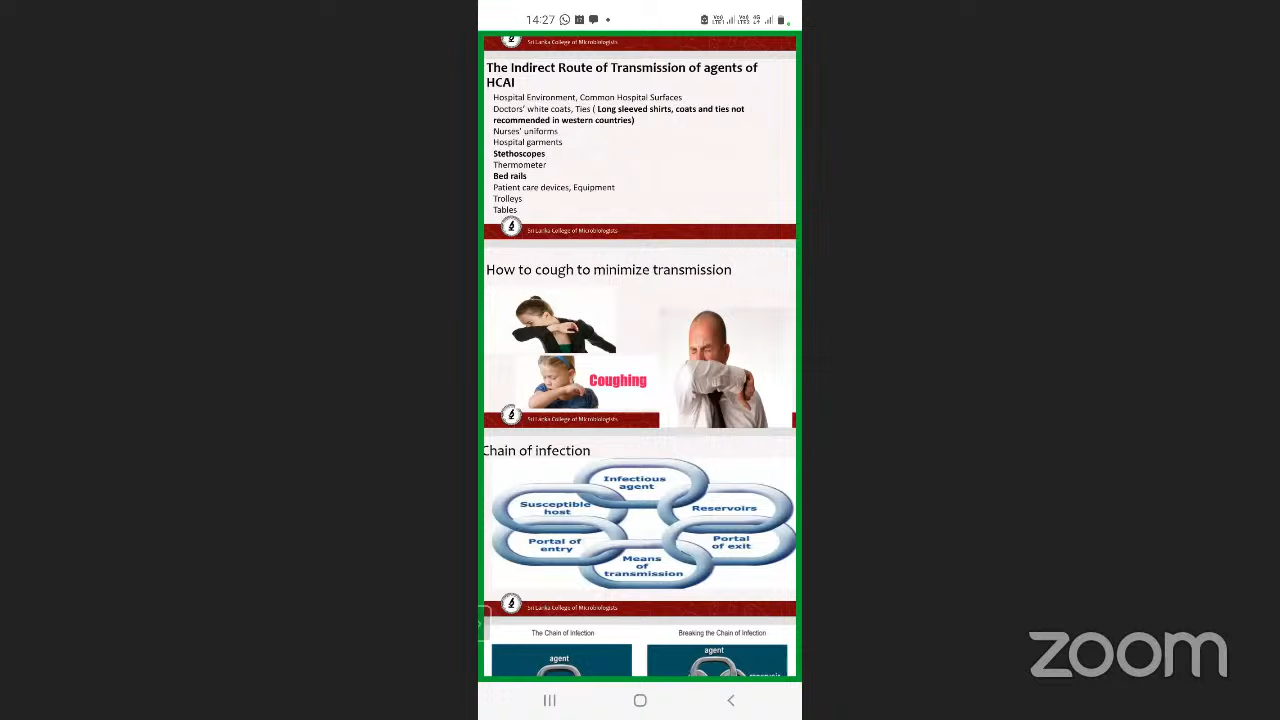 14:27
Sri Lanka College of Microbiologists
The Indirect Route of Transmission of agents of
HCAI
Hospital Environment, Common Hospital Surfaces
Doctors’ white coats, Ties ( Long sleeved shirts, coats and ties not
recommended in western countries)
Nurses’ uniforms
Hospital garments
Stethoscopes
Thermometer
Bed rails
Patient care devices, Equipment
Trolleys
Tables
Sri Lanka College of Microbiologists
How to cough to minimize transmission
Coughing
Sri Lanka College of Microbiologists
Chain of infection
Infectious
agent
Susceptible
host
Reservoirs
Portal of
entry
Portal
of exit
Means
of
transmission
Sri Lanka College of Microbiologists
The Chain of Infection
Breaking the Chain of Infection
agent
agent
zoom